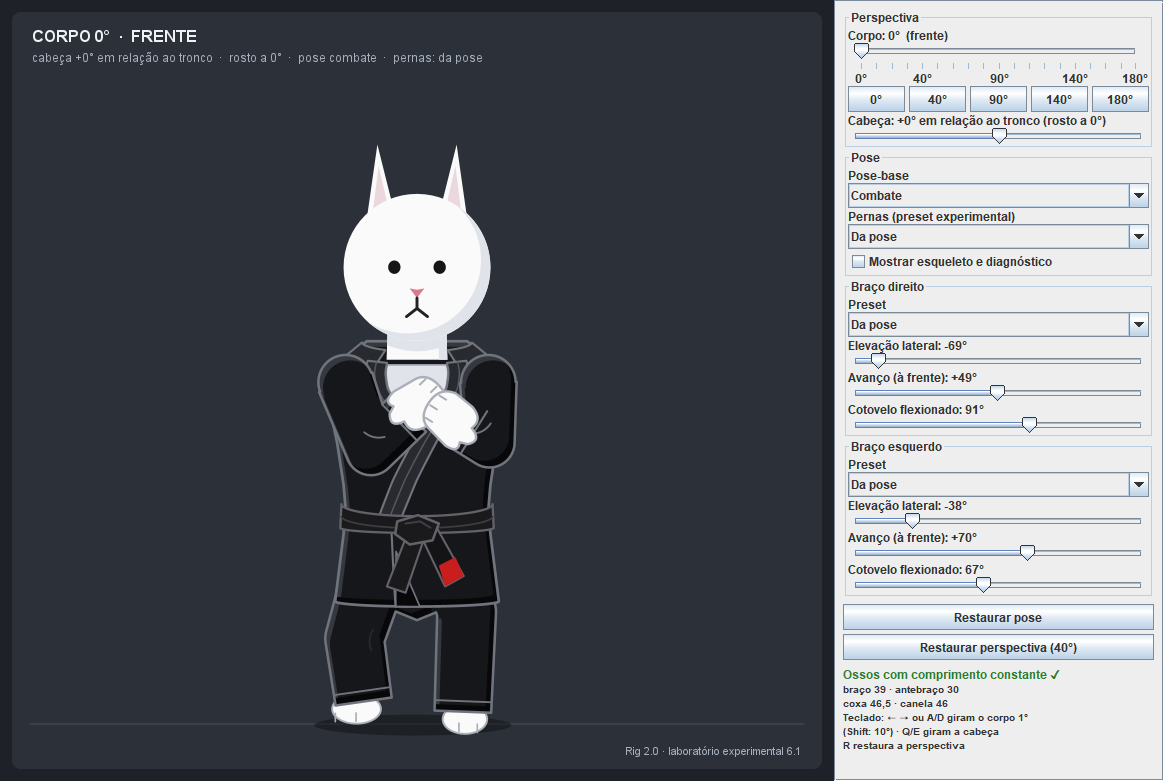 CORPO 0° · FRENTE
cabeça +0° em relação ao tronco · rosto a 0° · pose combate · pernas: da pose
Rig 2.0 · laboratório experimental 6.1
Perspectiva
Corpo: 0° (frente)
0° 40° 90° 140° 180°
0° 40° 90° 140° 180°
Cabeça: +0° em relação ao tronco (rosto a 0°)
Pose
Pose-base
Combate
Pernas (preset experimental)
Da pose
Mostrar esqueleto e diagnóstico
Braço direito
Preset
Da pose
Elevação lateral: -69°
Avanço (à frente): +49°
Cotovelo flexionado: 91°
Braço esquerdo
Preset
Da pose
Elevação lateral: -38°
Avanço (à frente): +70°
Cotovelo flexionado: 67°
Restaurar pose
Restaurar perspectiva (40°)
Ossos com comprimento constante ✓
braço 39 · antebraço 30
coxa 46,5 · canela 46
Teclado: ← → ou A/D giram o corpo 1°
(Shift: 10°) · Q/E giram a cabeça
R restaura a perspectiva